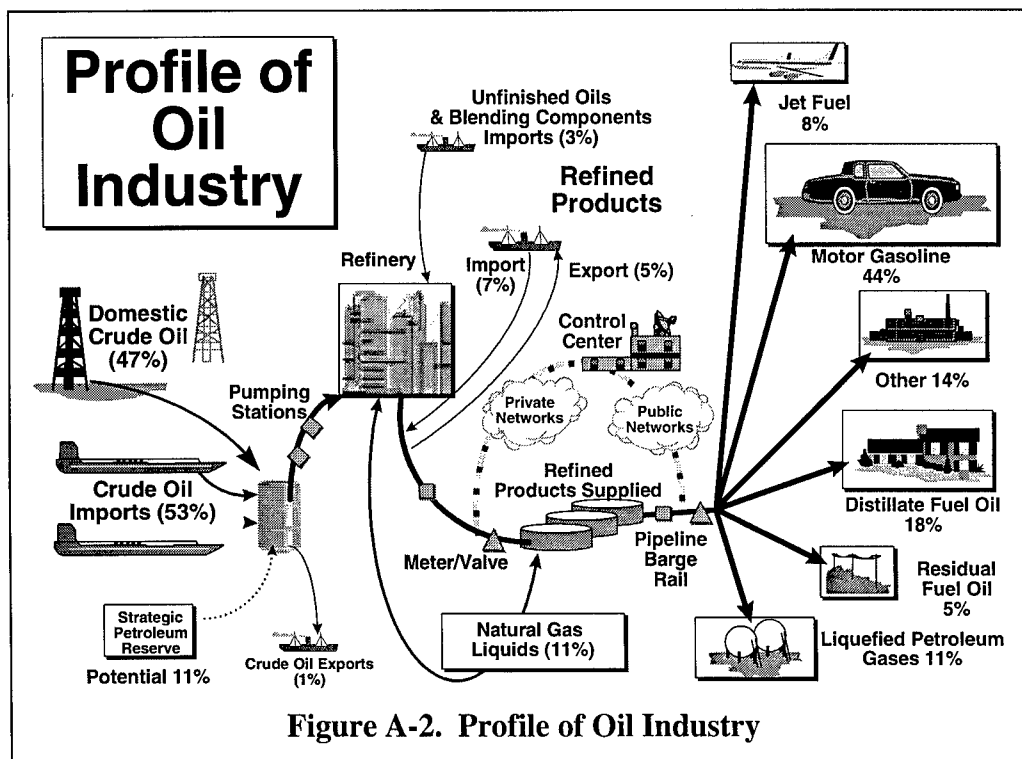 Profile of
Oil
Industry
Unfinished Oils
& Blending Components
Imports (3%)
Refined
Products
Import
(7%)
Export (5%)
Refinery
Domestic
Crude Oil
(47%)
Pumping
Stations
Crude Oil
Imports (53%)
Strategic
Petroleum
Reserve
Potential 11%
Crude Oil Exports
(1%)
Control
Center
Private
Networks
Public
Networks
Refined
Products Supplied
Meter/Valve
Pipeline
Barge
Rail
Natural Gas
Liquids (11%)
Jet Fuel
8%
Motor Gasoline
44%
Other 14%
Distillate Fuel Oil
18%
Residual
Fuel Oil
5%
Liquefied Petroleum
Gases 11%
Figure A-2. Profile of Oil Industry